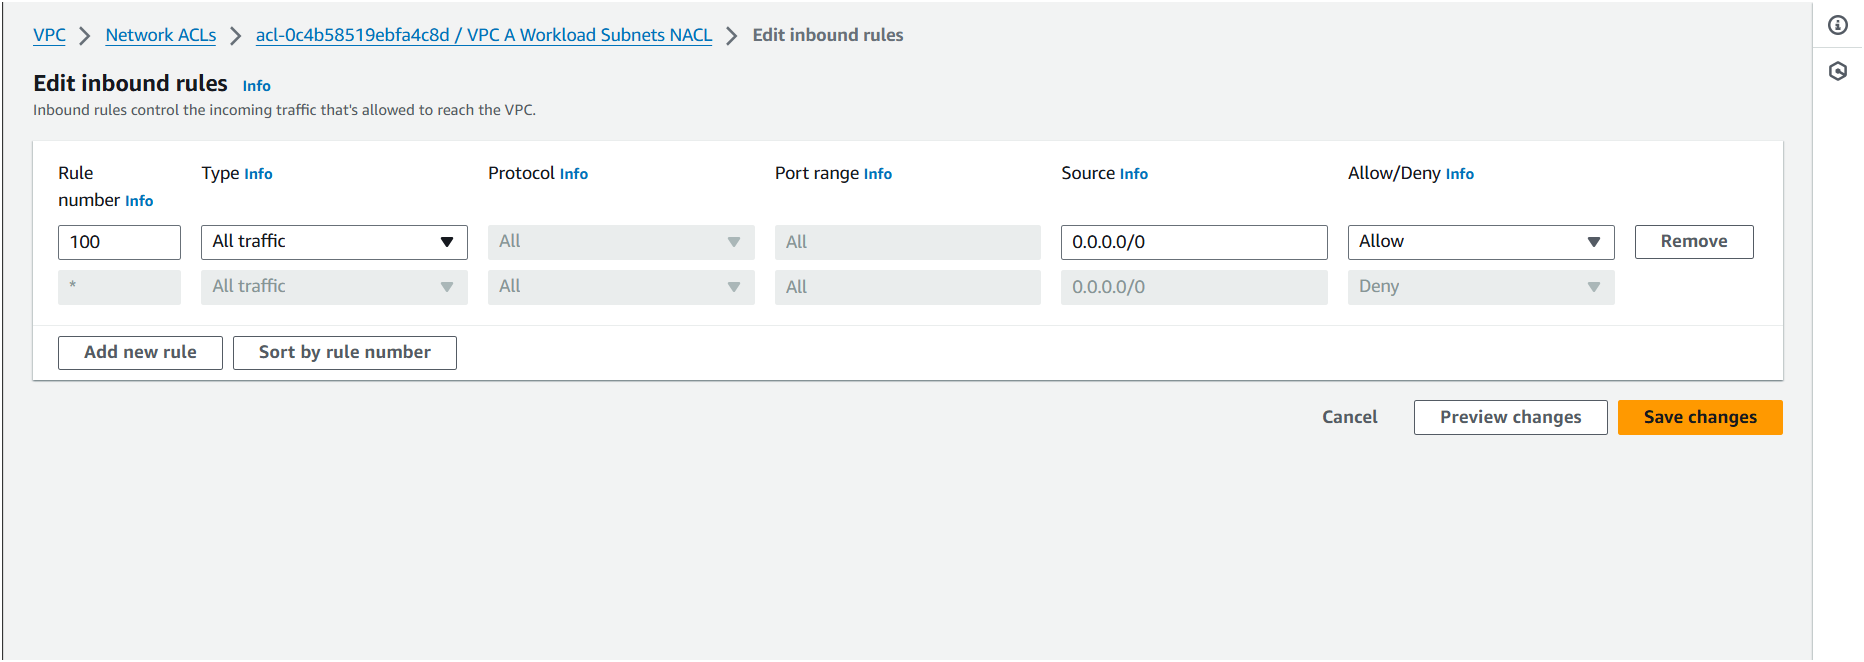 VPC > Network ACLs > acl-0c4b58519ebfa4c8d / VPC A Workload Subnets NACL > Edit inbound rules
Edit inbound rules Info
Inbound rules control the incoming traffic that's allowed to reach the VPC.
Rule number Info Type Info Protocol Info Port range Info Source Info Allow/Deny Info
100 All traffic All All 0.0.0.0/0 Allow Remove
* All traffic All All 0.0.0.0/0 Deny
Add new rule Sort by rule number
Cancel Preview changes Save changes